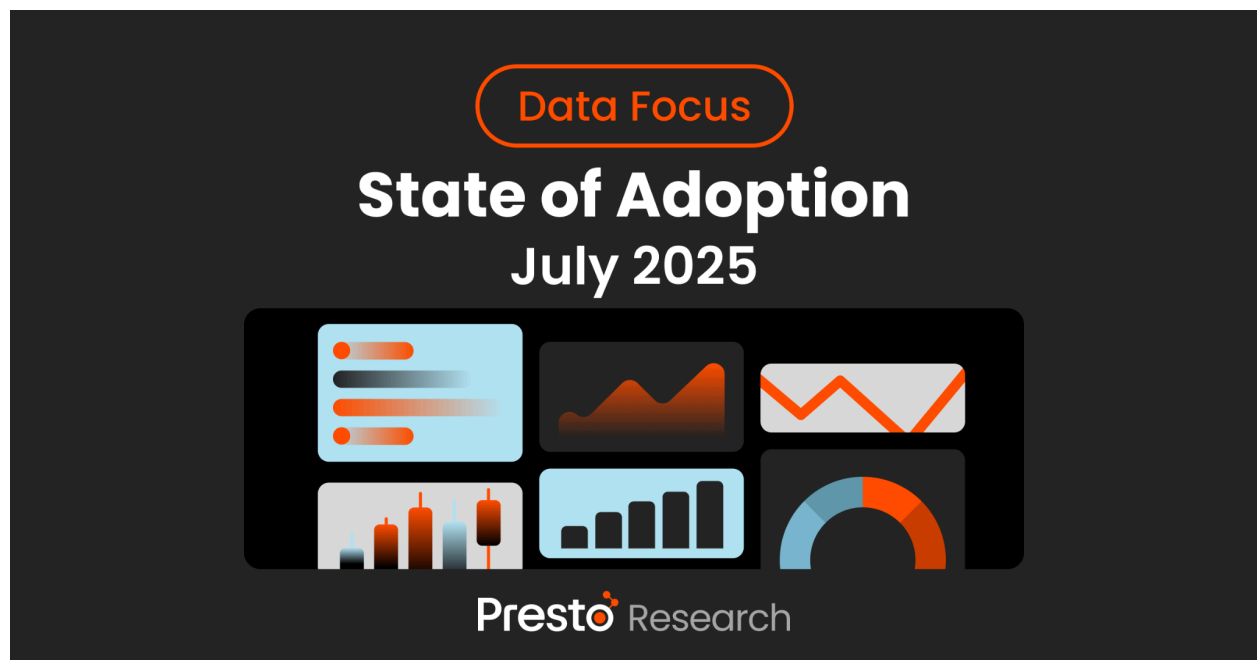 Data Focus
State of Adoption
July 2025
Presto Research